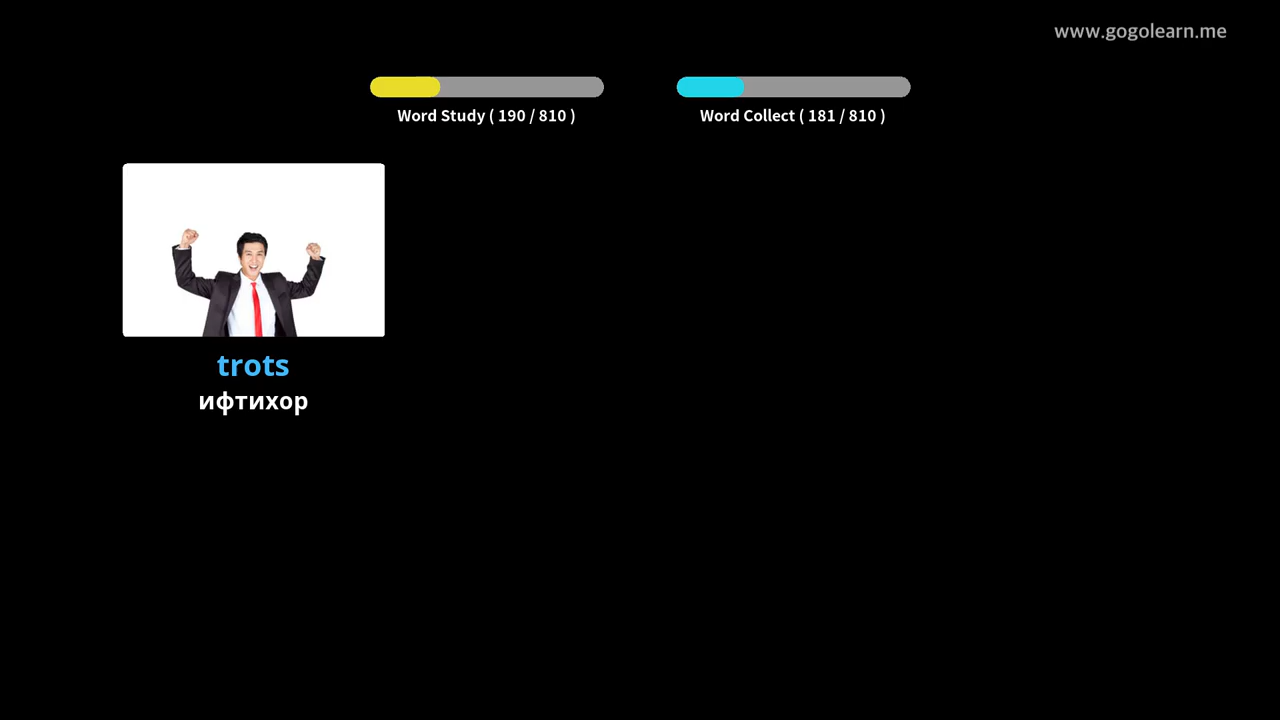 www.gogolearn.me
Word Study ( 190 / 810 )
Word Collect ( 181 / 810 )
trots
ифтихор